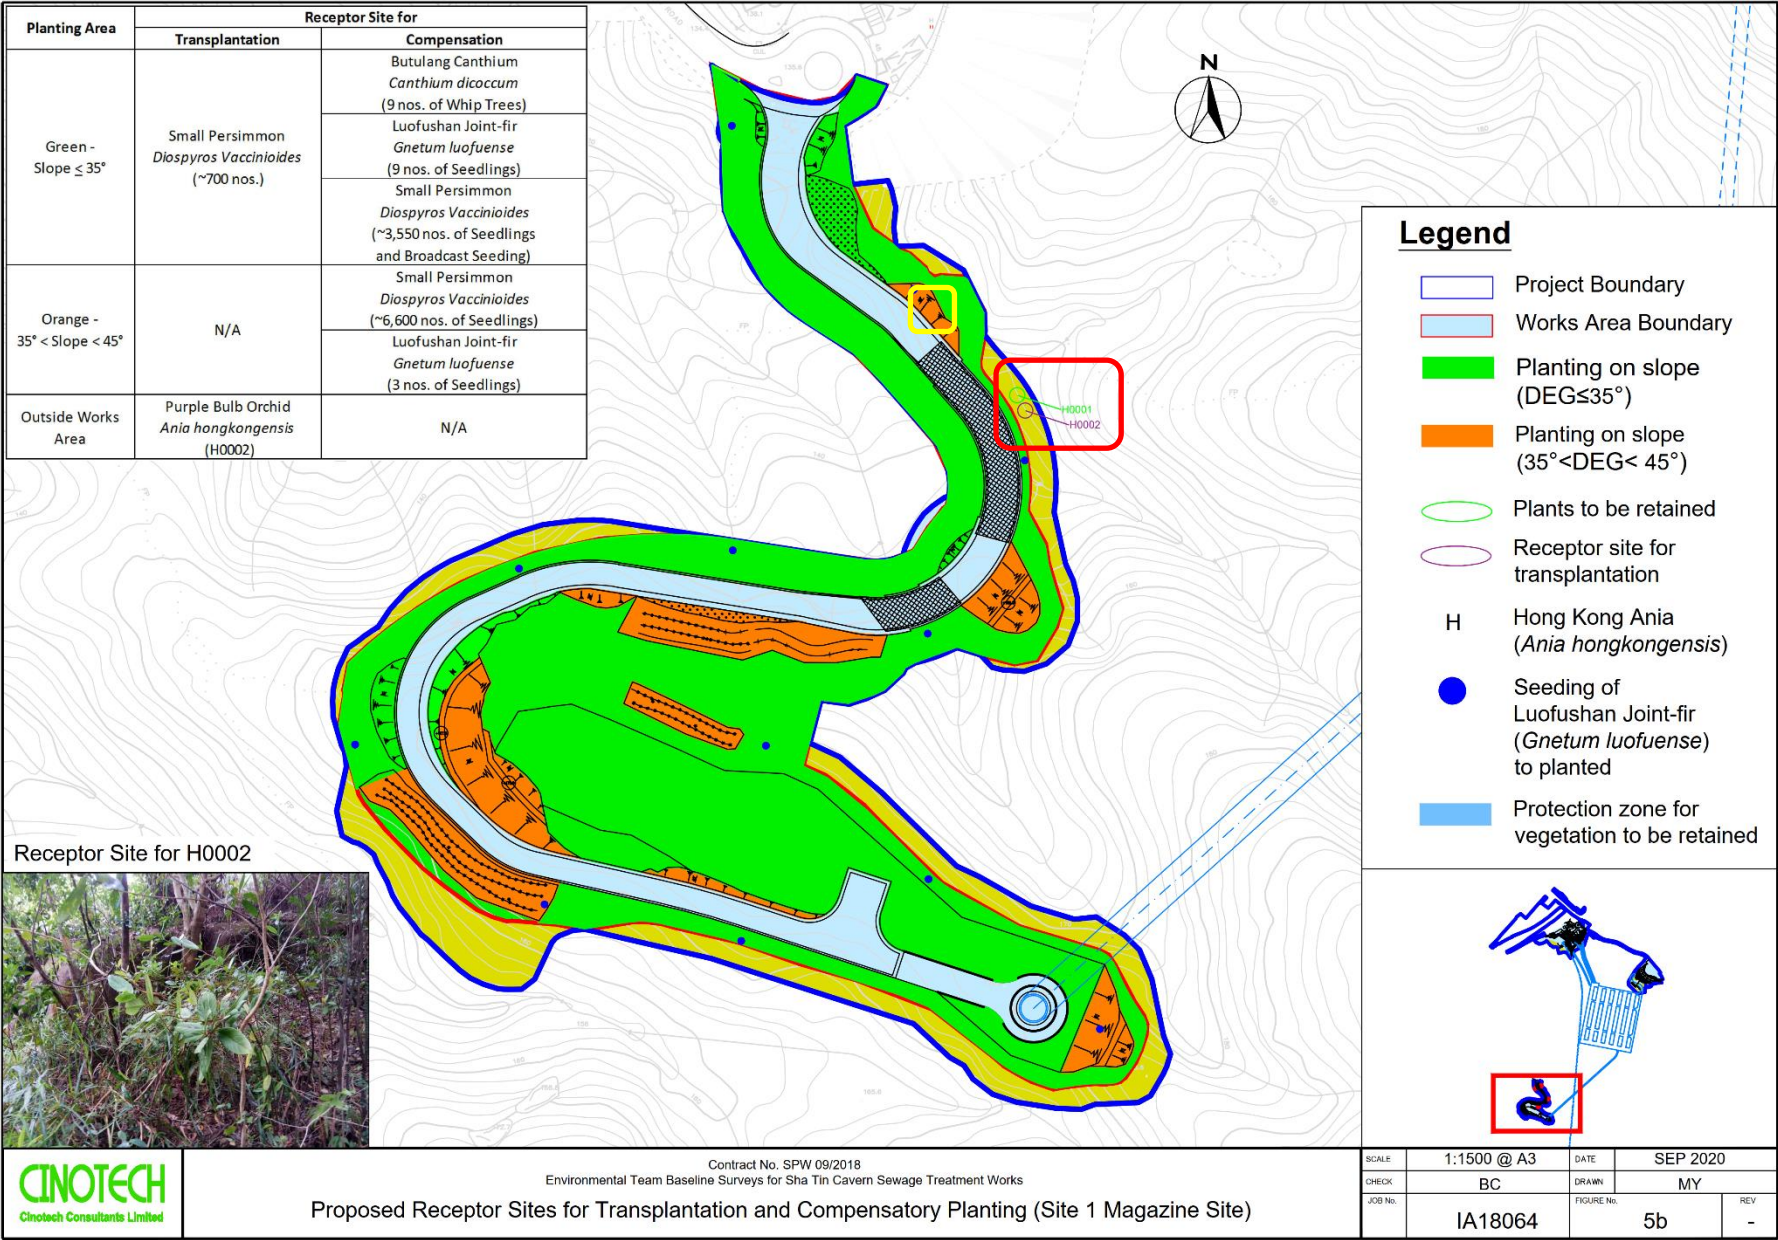 Planting Area
Receptor Site for
Transplantation
Compensation
Green -
Slope ≤ 35°
Small Persimmon
Diospyros Vaccinioides
(~700 nos.)
Butulang Canthium
Canthium dicoccum
(9 nos. of Whip Trees)
Luofushan Joint-fir
Gnetum luofuense
(9 nos. of Seedlings)
Small Persimmon
Diospyros Vaccinioides
(~3,550 nos. of Seedlings
and Broadcast Seeding)
Orange -
35° < Slope < 45°
N/A
Small Persimmon
Diospyros Vaccinioides
(~6,600 nos. of Seedlings)
Luofushan Joint-fir
Gnetum luofuense
(3 nos. of Seedlings)
Outside Works
Area
Purple Bulb Orchid
Ania hongkongensis
(H0002)
N/A
N
H0001
H0002
Legend
Project Boundary
Works Area Boundary
Planting on slope
(DEG≤35°)
Planting on slope
(35°<DEG< 45°)
Plants to be retained
Receptor site for
transplantation
H
Hong Kong Ania
(Ania hongkongensis)
Seeding of
Luofushan Joint-fir
(Gnetum luofuense)
to planted
Protection zone for
vegetation to be retained
Receptor Site for H0002
CINOTECH
Cinotech Consultants Limited
Contract No. SPW 09/2018
Environmental Team Baseline Surveys for Sha Tin Cavern Sewage Treatment Works
Proposed Receptor Sites for Transplantation and Compensatory Planting (Site 1 Magazine Site)
SCALE
1:1500 @ A3
DATE
SEP 2020
CHECK
BC
DRAWN
MY
JOB No.
IA18064
FIGURE No.
5b
REV
-